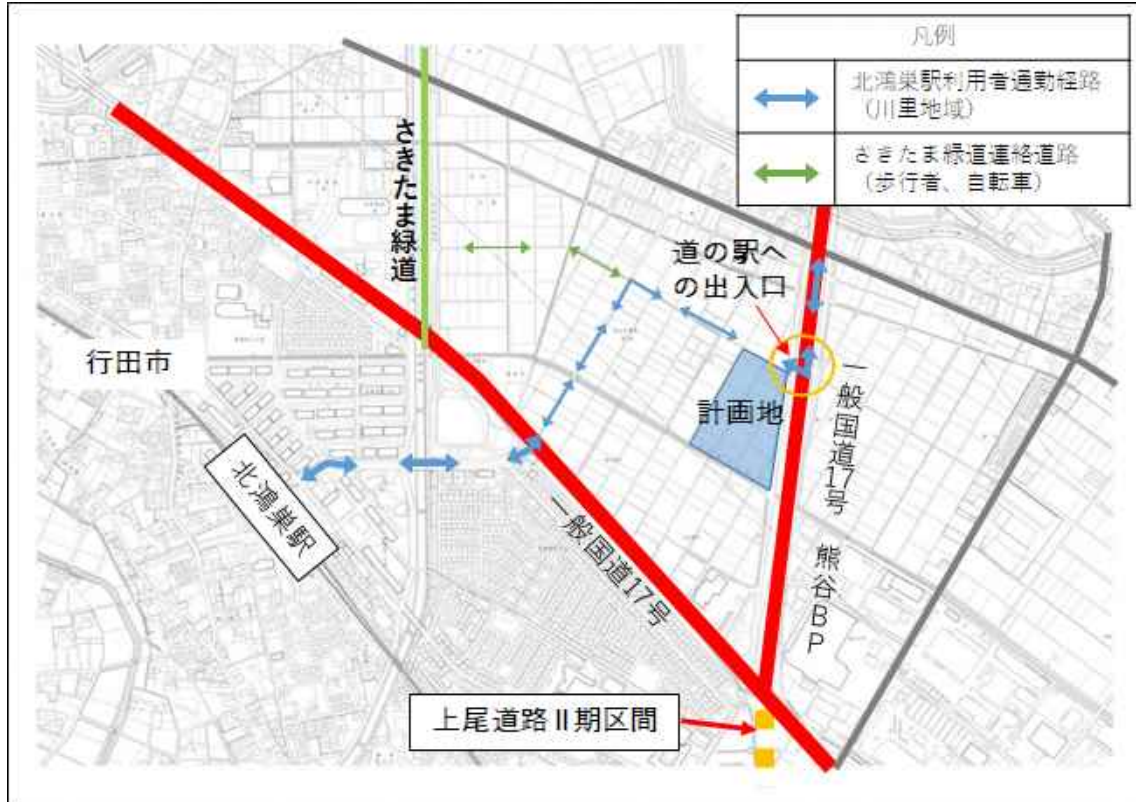 凡例
北鴻巣駅利用者通勤経路
(川里地域)
さきたま緑道連絡道路
(歩行者、自転車)
さきたま緑道
道の駅へ
の出入口
行田市
計画地
一般国道17号 熊谷BP
北鴻巣駅
一般国道17号
上尾道路Ⅱ期区間